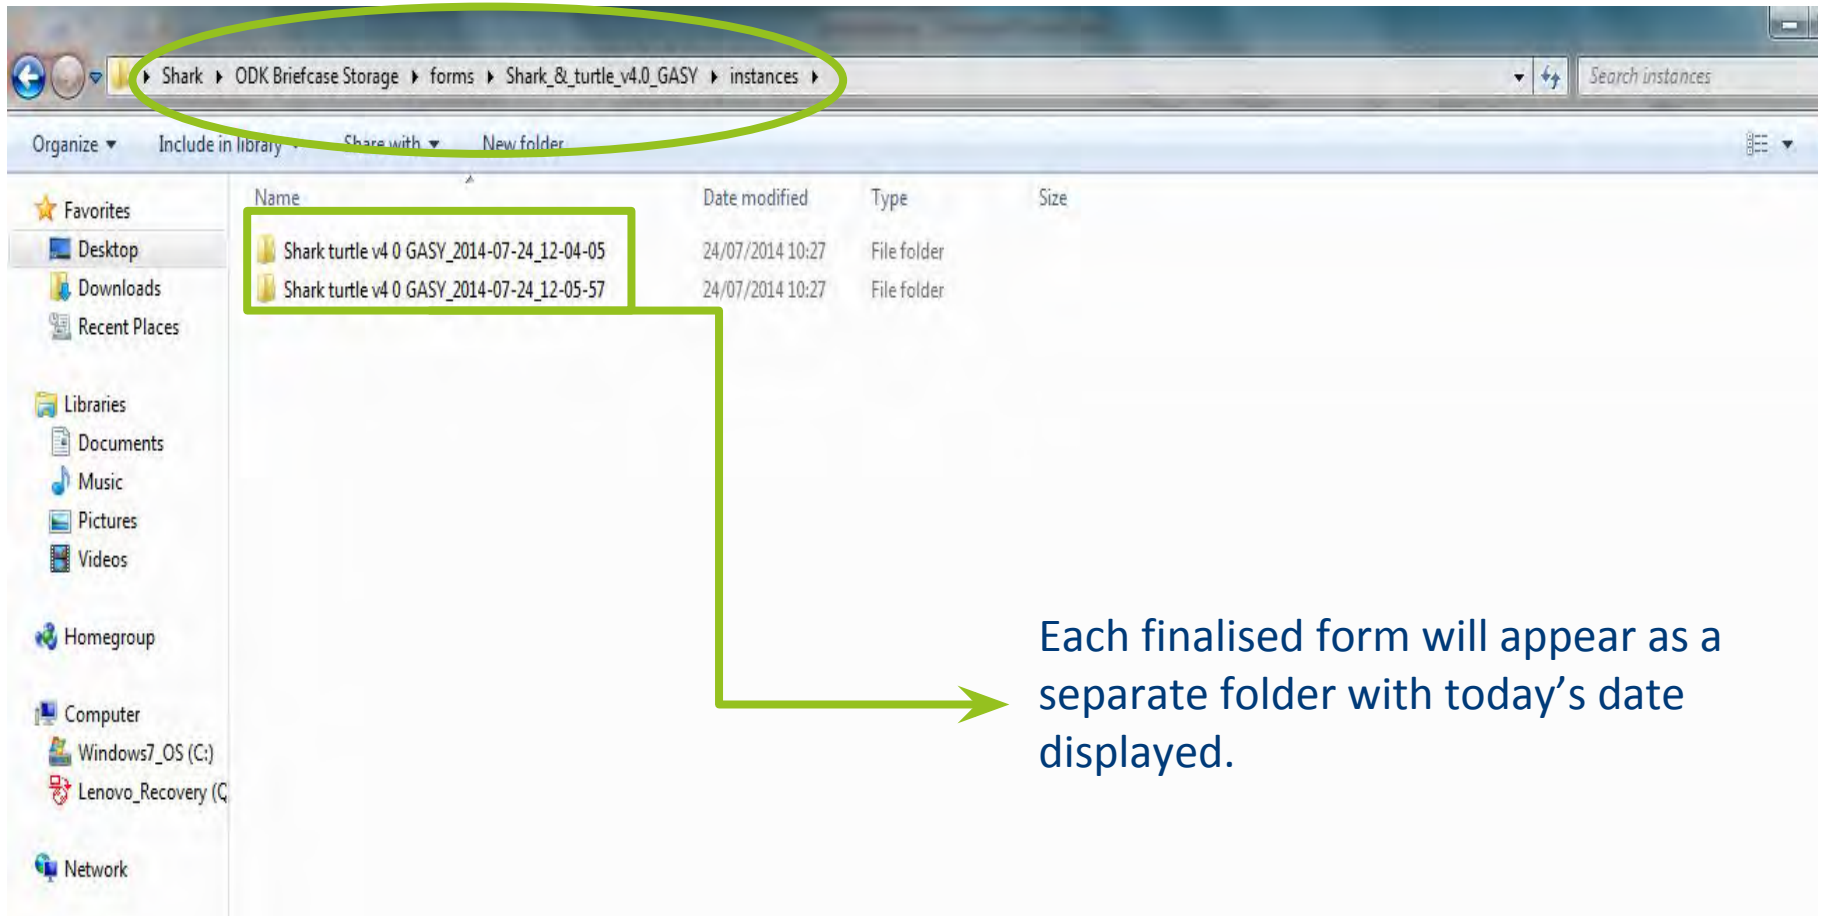 Shark ODK Briefcase Storage forms Shark_&_turtle_v4.0_GASY instances
Search instances
Organize Include in library Share with New folder
Name Date modified Type Size
Favorites
Desktop
Downloads
Recent Places
Libraries
Documents
Music
Pictures
Videos
Homegroup
Computer
Windows7_OS (C:)
Lenovo_Recovery (Q
Network
Shark turtle v4 0 GASY_2014-07-24_12-04-05 24/07/2014 10:27 File folder
Shark turtle v4 0 GASY_2014-07-24_12-05-57 24/07/2014 10:27 File folder
Each finalised form will appear as a
separate folder with today’s date
displayed.